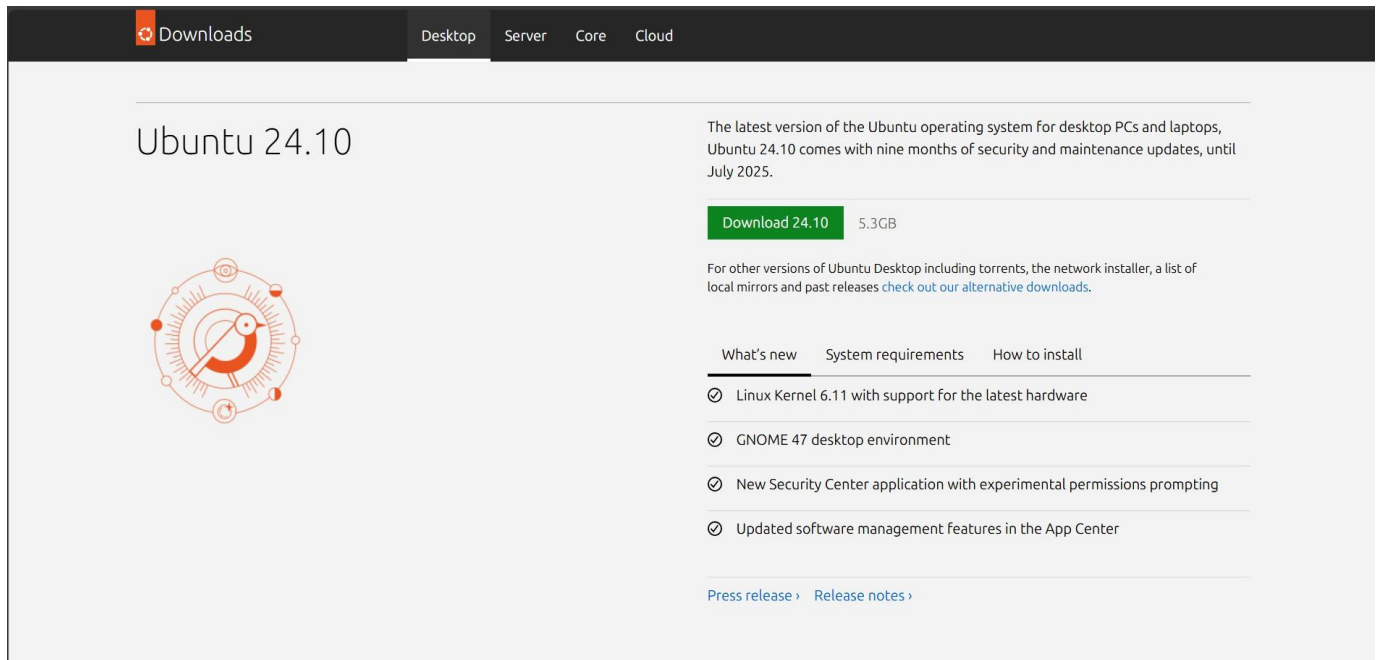 Downloads
Desktop
Server
Core
Cloud
Ubuntu 24.10
The latest version of the Ubuntu operating system for desktop PCs and laptops,
Ubuntu 24.10 comes with nine months of security and maintenance updates, until
July 2025.
Download 24.10
5.3GB
For other versions of Ubuntu Desktop including torrents, the network installer, a list of
local mirrors and past releases check out our alternative downloads.
What's new
System requirements
How to install
Linux Kernel 6.11 with support for the latest hardware
GNOME 47 desktop environment
New Security Center application with experimental permissions prompting
Updated software management features in the App Center
Press release ›
Release notes ›